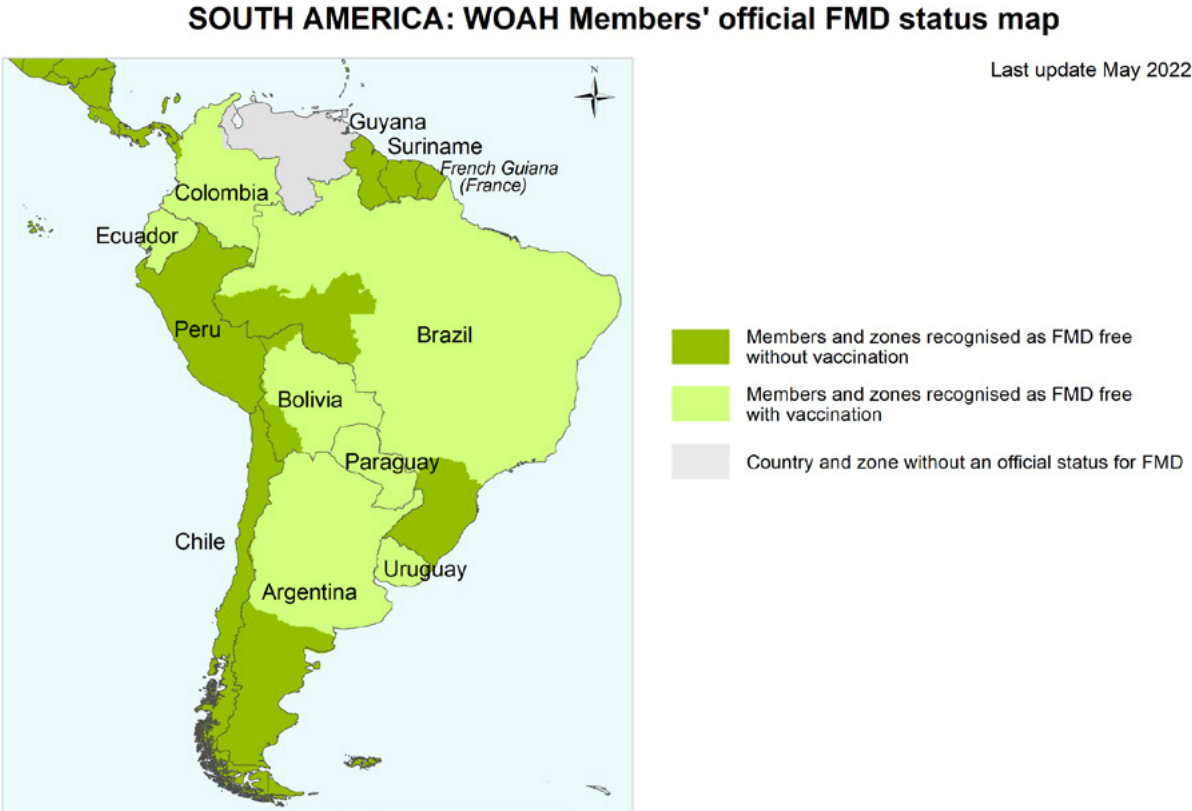 SOUTH AMERICA: WOAH Members' official FMD status map
Last update May 2022
N
Guyana
Suriname
French Guiana
(France)
Colombia
Ecuador
Peru
Brazil
Bolivia
Paraguay
Chile
Uruguay
Argentina
Members and zones recognised as FMD free
without vaccination
Members and zones recognised as FMD free
with vaccination
Country and zone without an official status for FMD